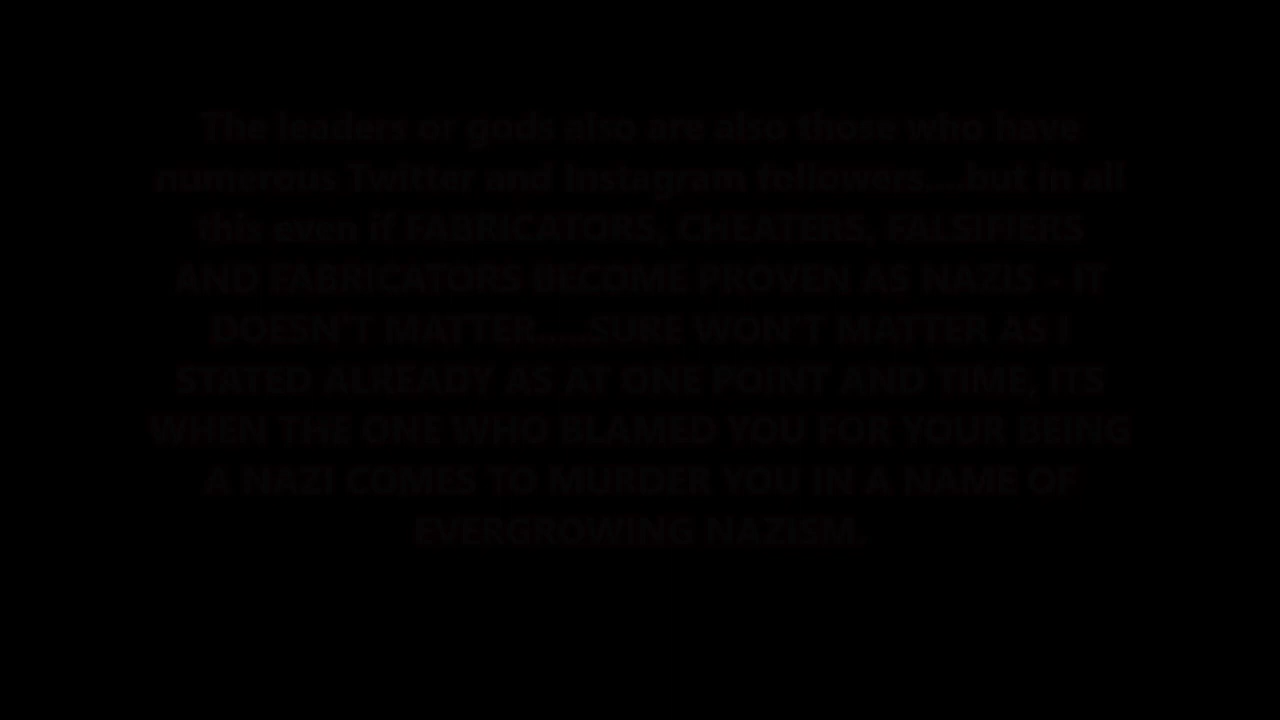 The leaders or gods also are also those who have
numerous Twitter and Instagram followers.....but in all
this even if FABRICATORS, CHEATERS, FALSIFIERS
AND FABRICATORS BECOME PROVEN AS NAZIS - IT
DOESN'T MATTER.....SURE WON'T MATTER AS I
STATED ALREADY AS AT ONE POINT AND TIME, ITS
WHEN THE ONE WHO BLAMED YOU FOR YOUR BEING
A NAZI COMES TO MURDER YOU IN A NAME OF
EVERGROWING NAZISM.